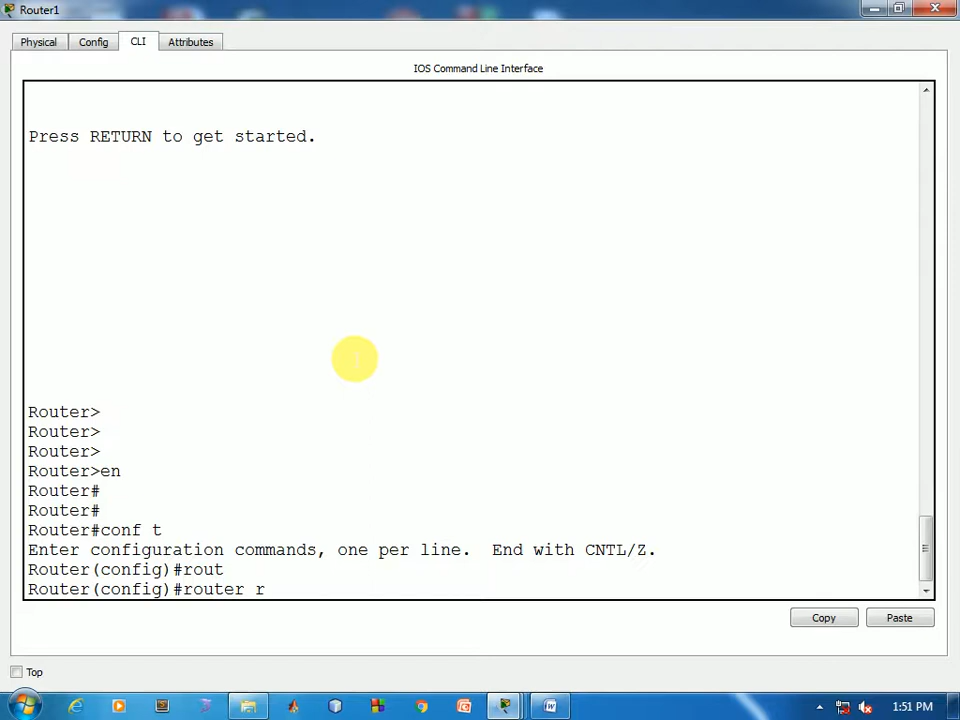 Router1
Physical Config CLI Attributes
IOS Command Line Interface
Press RETURN to get started.
Router>
Router>
Router>
Router>en
Router#
Router#
Router#conf t
Enter configuration commands, one per line.  End with CNTL/Z.
Router(config)#rout
Router(config)#router r
Copy Paste
Top
1:51 PM